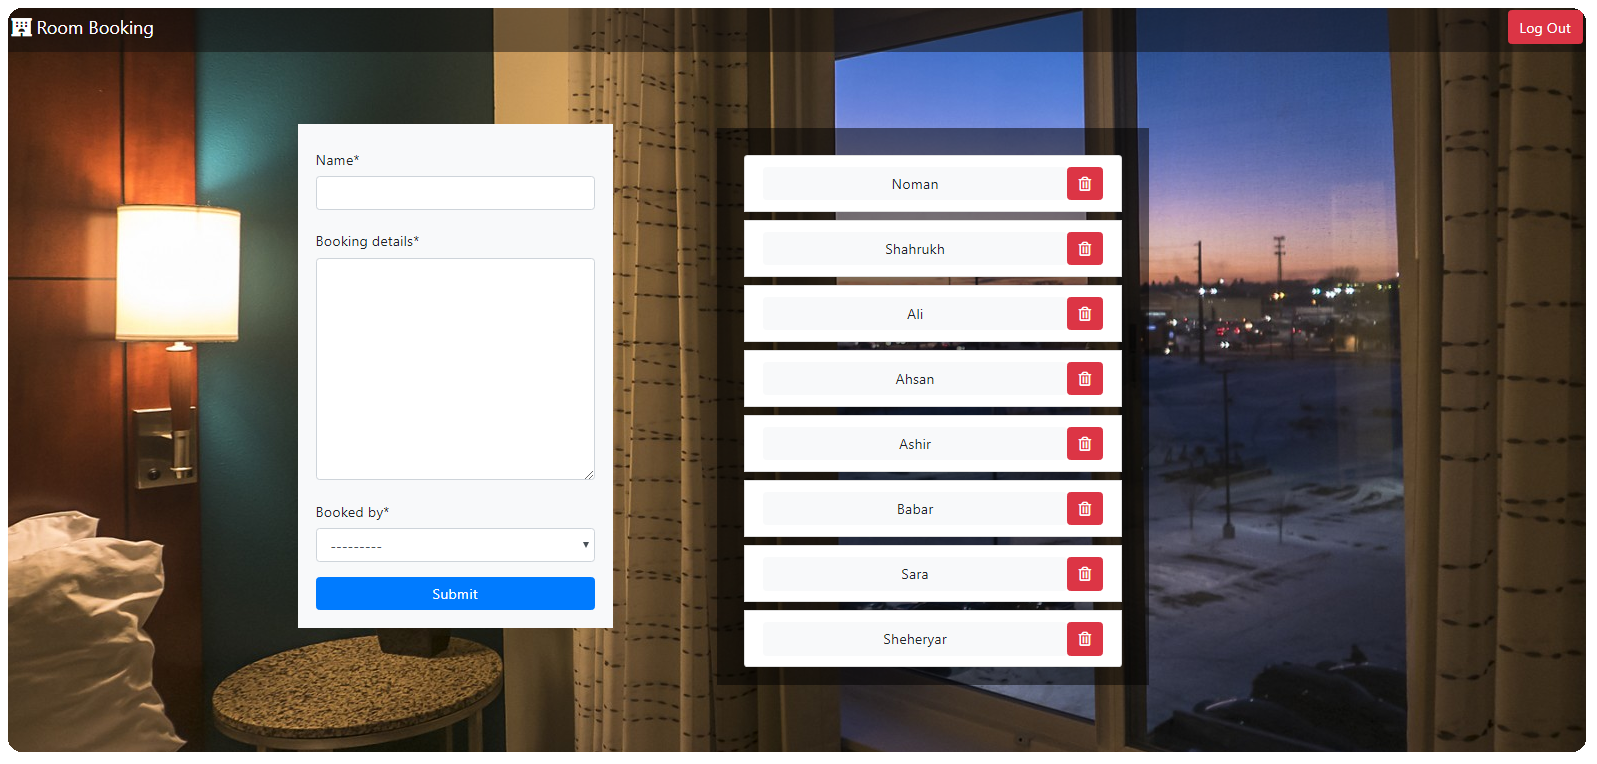 Room Booking
Log Out
Name*
Booking details*
Booked by*
---------
Submit
Noman
Shahrukh
Ali
Ahsan
Ashir
Babar
Sara
Sheheryar